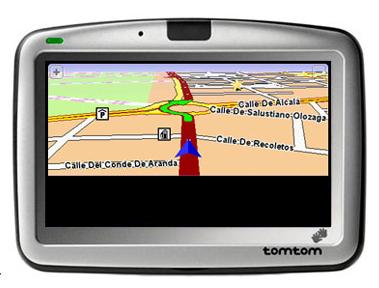 P
Calle De Alcala
Calle De Salustiano Olozaga
Calle De Recoletos
Calle Del Conde De Aranda
tomtom